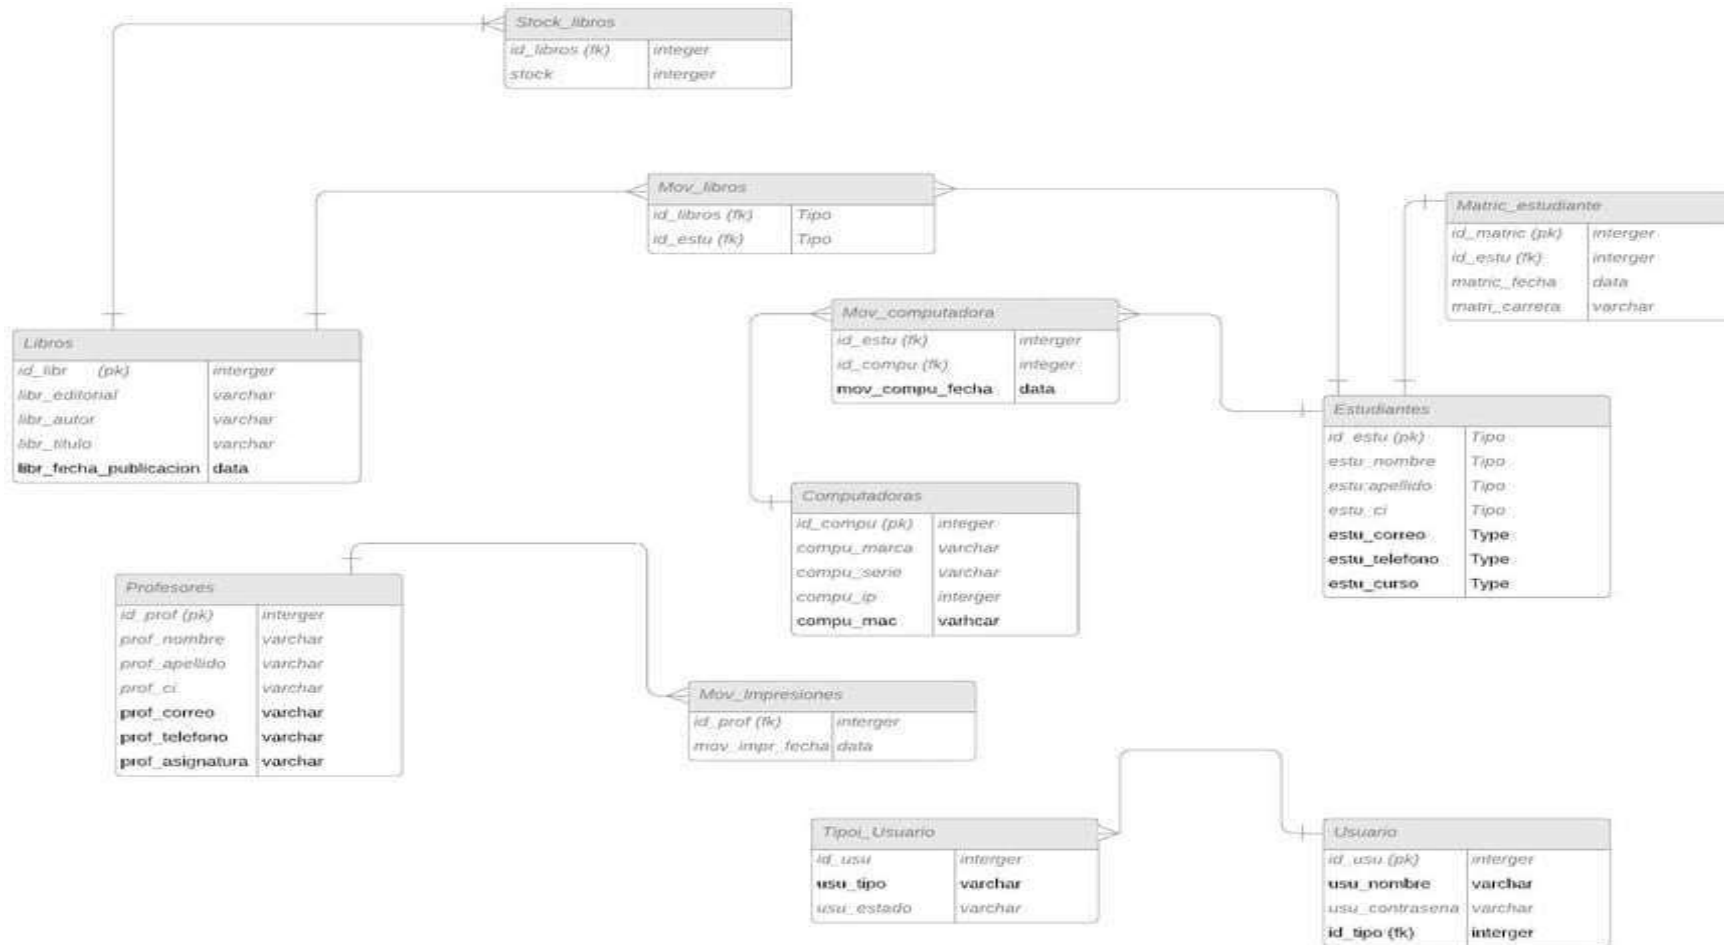 Stock_libros
id_libros (fk) integer
stock interger
Mov_libros
id_libros (fk) Tipo
id_estu (fk) Tipo
Matric_estudiante
id_matric (pk) interger
id_estu (fk) interger
matric_fecha data
matri_carrera varchar
Mov_computadora
id_estu (fk) interger
id_compu (fk) integer
mov_compu_fecha data
Libros
id_libr (pk) interger
libr_editorial varchar
libr_autor varchar
libr_titulo varchar
libr_fecha_publicacion data
Estudiantes
id_estu (pk) Tipo
estu_nombre Tipo
estu_apellido Tipo
estu_ci Tipo
estu_correo Type
estu_telefono Type
estu_curso Type
Computadoras
id_compu (pk) integer
compu_marca varchar
compu_serie varchar
compu_ip interger
compu_mac varhcar
Profesores
id_prof (pk) interger
prof_nombre varchar
prof_apellido varchar
prof_ci varchar
prof_correo varchar
prof_telefono varchar
prof_asignatura varchar
Mov_Impresiones
id_prof (fk) interger
mov_impr_fecha data
Tipoi_Usuario
id_usu interger
usu_tipo varchar
usu_estado varchar
Usuario
id_usu (pk) interger
usu_nombre varchar
usu_contrasena varchar
id_tipo (fk) interger